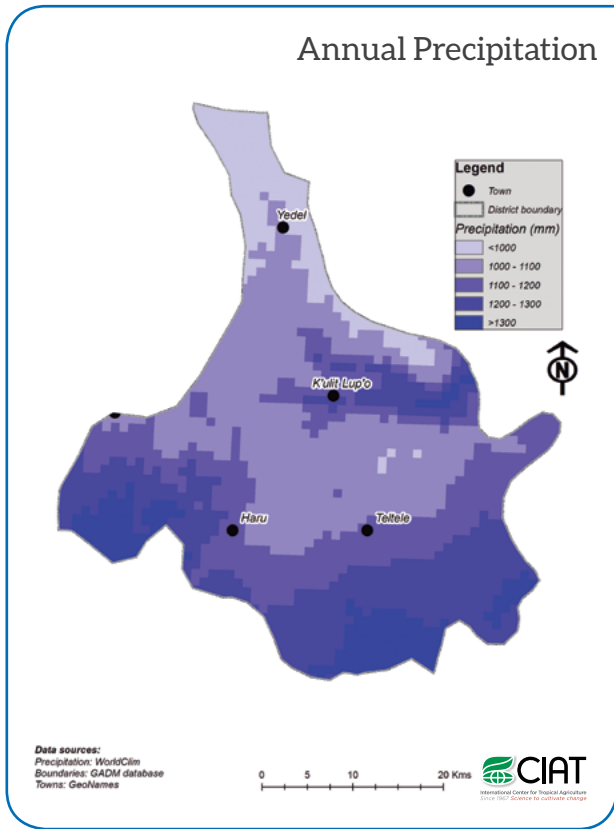 Annual Precipitation
Legend
Town
District boundary
Precipitation (mm)
<1000
1000 - 1100
1100 - 1200
1200 - 1300
>1300
N
Yedel
K'ulit Lup'o
Haru
Teltele
Data sources:
Precipitation: WorldClim
Boundaries: GADM database
Towns: GeoNames
0 5 10 20 Kms
CIAT
International Center for Tropical Agriculture
Since 1967 Science to cultivate change